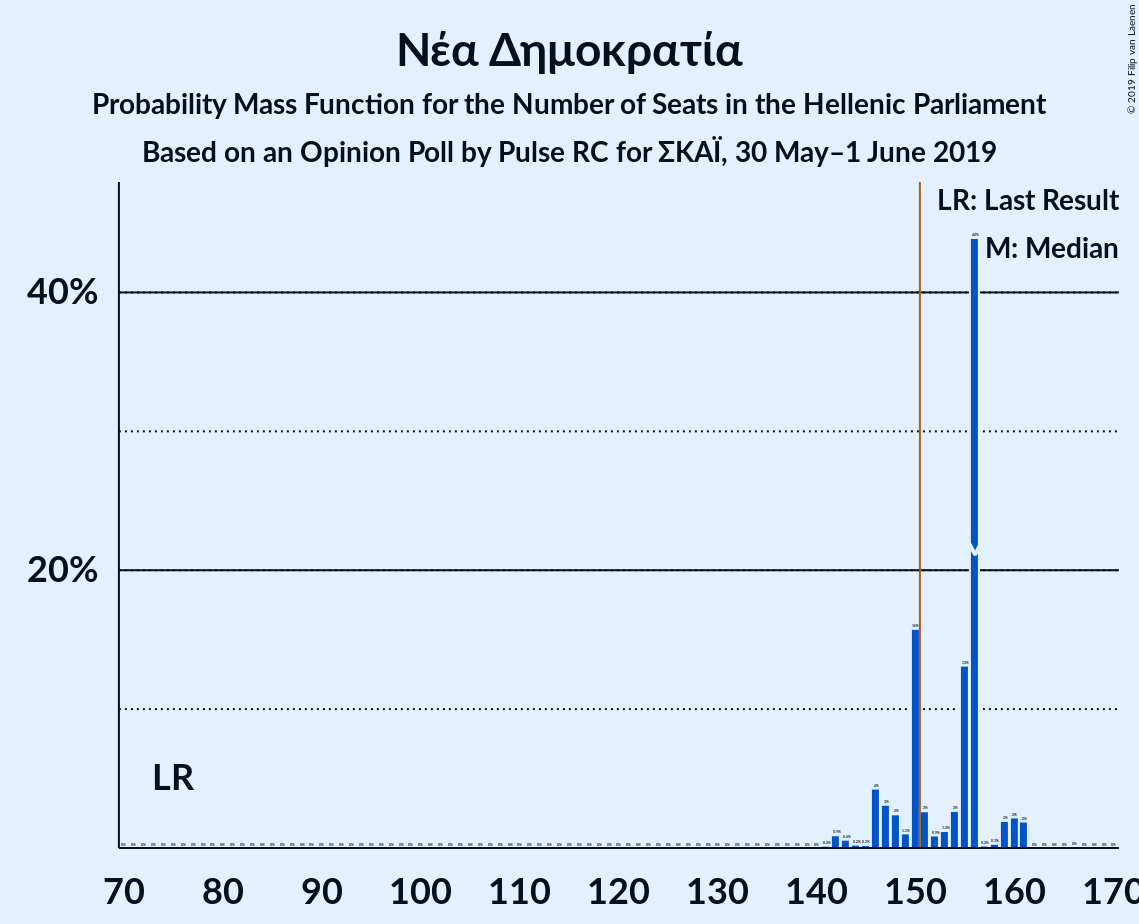 Νέα Δημοκρατία
Probability Mass Function for the Number of Seats in the Hellenic Parliament
Based on an Opinion Poll by Pulse RC for ΣΚΑΪ, 30 May–1 June 2019
© 2019 Filip van Laenen
LR: Last Result
M: Median
40%
20%
LR
70 80 90 100 110 120 130 140 150 160 170